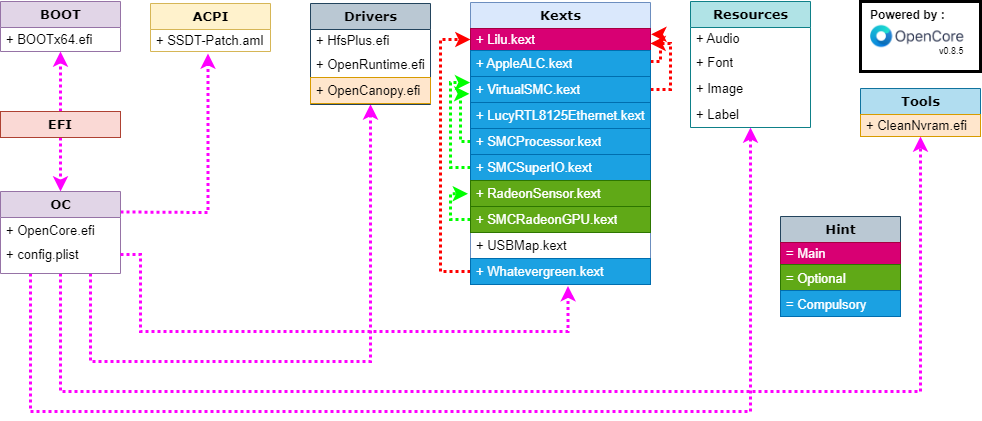 BOOT
+ BOOTx64.efi
EFI
OC
+ OpenCore.efi
+ config.plist
ACPI
+ SSDT-Patch.aml
Drivers
+ HfsPlus.efi
+ OpenRuntime.efi
+ OpenCanopy.efi
Kexts
+ Lilu.kext
+ AppleALC.kext
+ VirtualSMC.kext
+ LucyRTL8125Ethernet.kext
+ SMCProcessor.kext
+ SMCSuperIO.kext
+ RadeonSensor.kext
+ SMCRadeonGPU.kext
+ USBMap.kext
+ Whatevergreen.kext
Resources
+ Audio
+ Font
+ Image
+ Label
Powered by :
OpenCore
v0.8.5
Tools
+ CleanNvram.efi
Hint
= Main
= Optional
= Compulsory